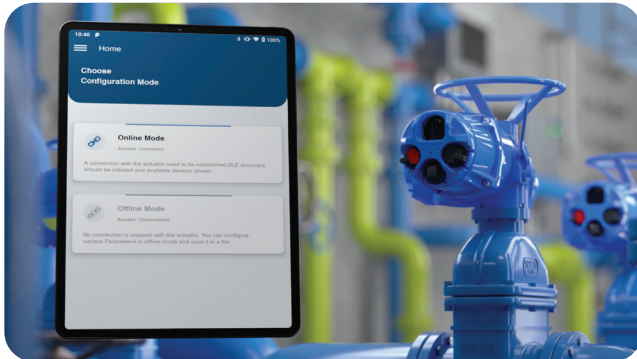 10:40 P
100%
Home
Choose
Configuration Mode
Online Mode
Actuator: Connected
A connection with the actuator need to be established,BLE discovery
should be initiated and available devices shown.
Offline Mode
Actuator: Disconnected
No connection is required with the actuator. You can configure
various Parameters in offline mode and save it to a file.